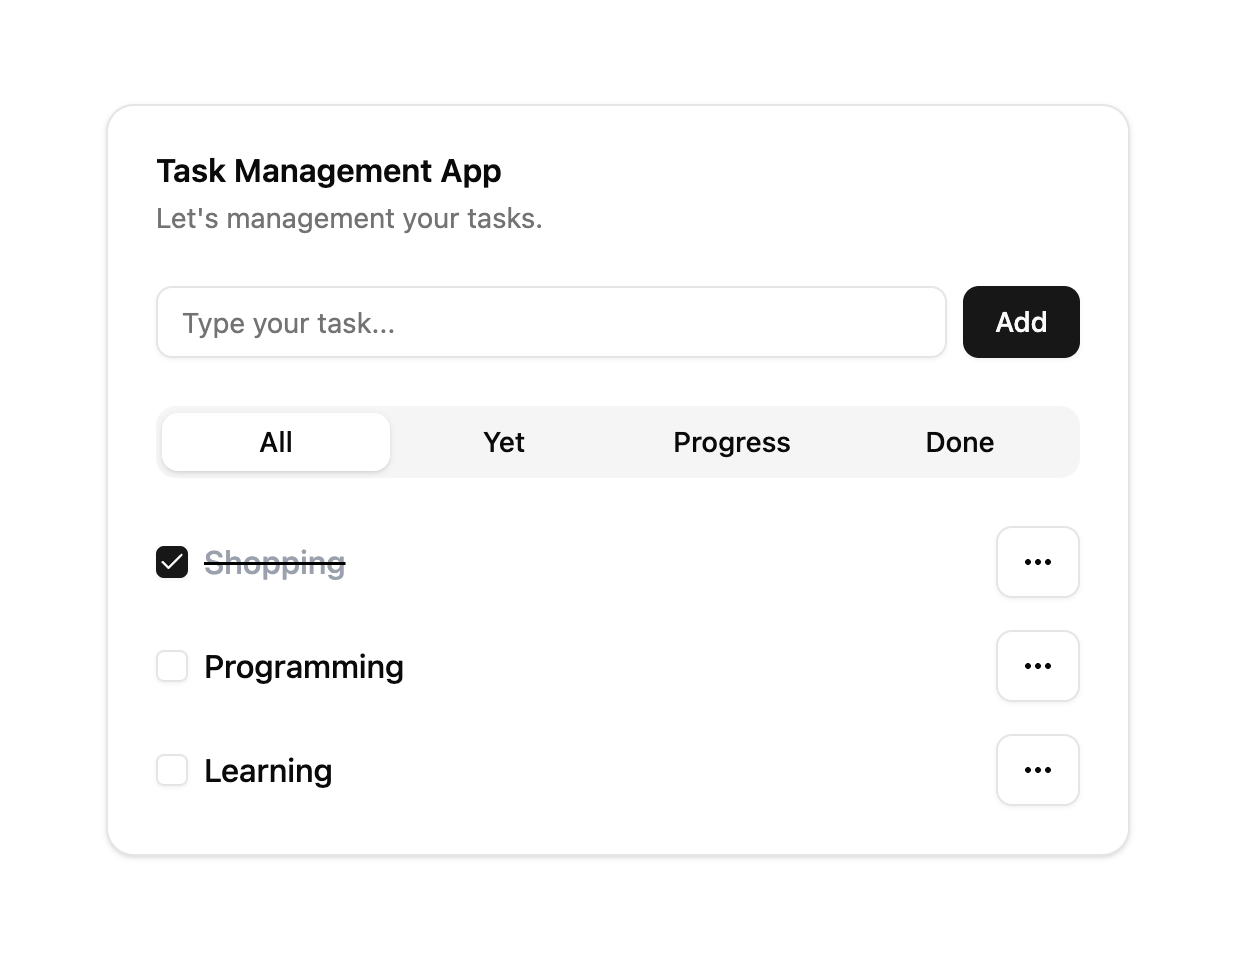 Task Management App
Let's management your tasks.
Type your task...
Add
All Yet Progress Done
Shopping
Programming
Learning